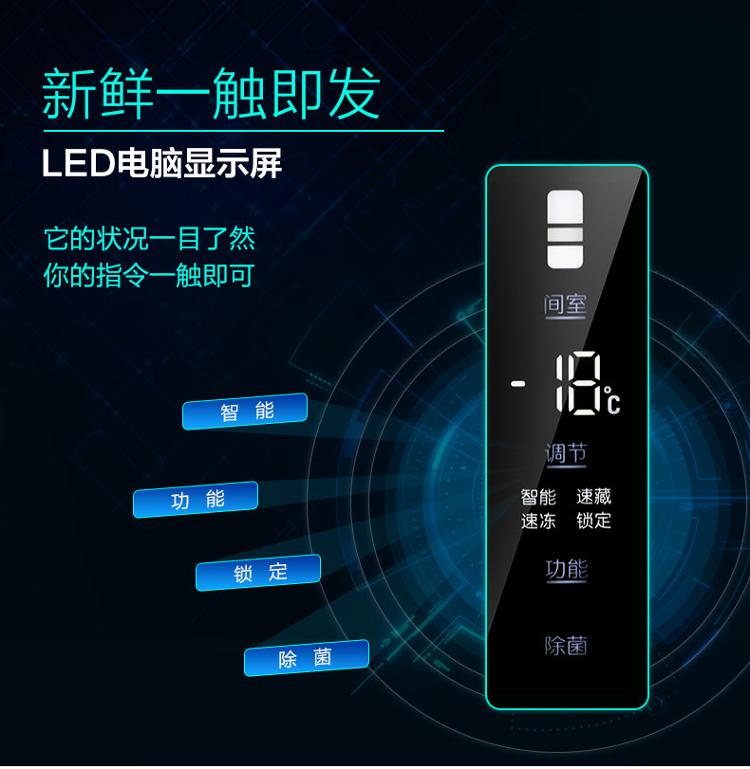 新鲜一触即发
LED电脑显示屏
它的状况一目了然
你的指令一触即可
间室
-18℃
调节
智能 速藏
速冻 锁定
功能
除菌
智能
功能
锁定
除菌